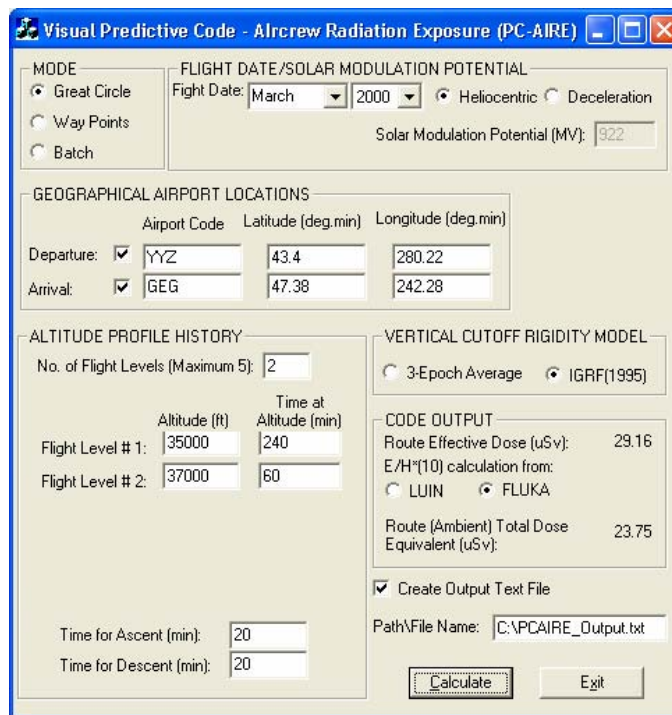 Visual Predictive Code - AIrcrew Radiation Exposure (PC-AIRE)
MODE
Great Circle
Way Points
Batch
FLIGHT DATE/SOLAR MODULATION POTENTIAL
Fight Date: March 2000 Heliocentric Deceleration
Solar Modulation Potential (MV): 922
GEOGRAPHICAL AIRPORT LOCATIONS
Airport Code Latitude (deg.min) Longitude (deg.min)
Departure: YYZ 43.4 280.22
Arrival: GEG 47.38 242.28
ALTITUDE PROFILE HISTORY
No. of Flight Levels (Maximum 5): 2
Altitude (ft) Time at Altitude (min)
Flight Level # 1: 35000 240
Flight Level # 2: 37000 60
Time for Ascent (min): 20
Time for Descent (min): 20
VERTICAL CUTOFF RIGIDITY MODEL
3-Epoch Average IGRF(1995)
CODE OUTPUT
Route Effective Dose (uSv): 29.16
E/H*(10) calculation from:
LUIN FLUKA
Route (Ambient) Total Dose
Equivalent (uSv): 23.75
Create Output Text File
Path\File Name: C:\PCAIRE_Output.txt
Calculate Exit